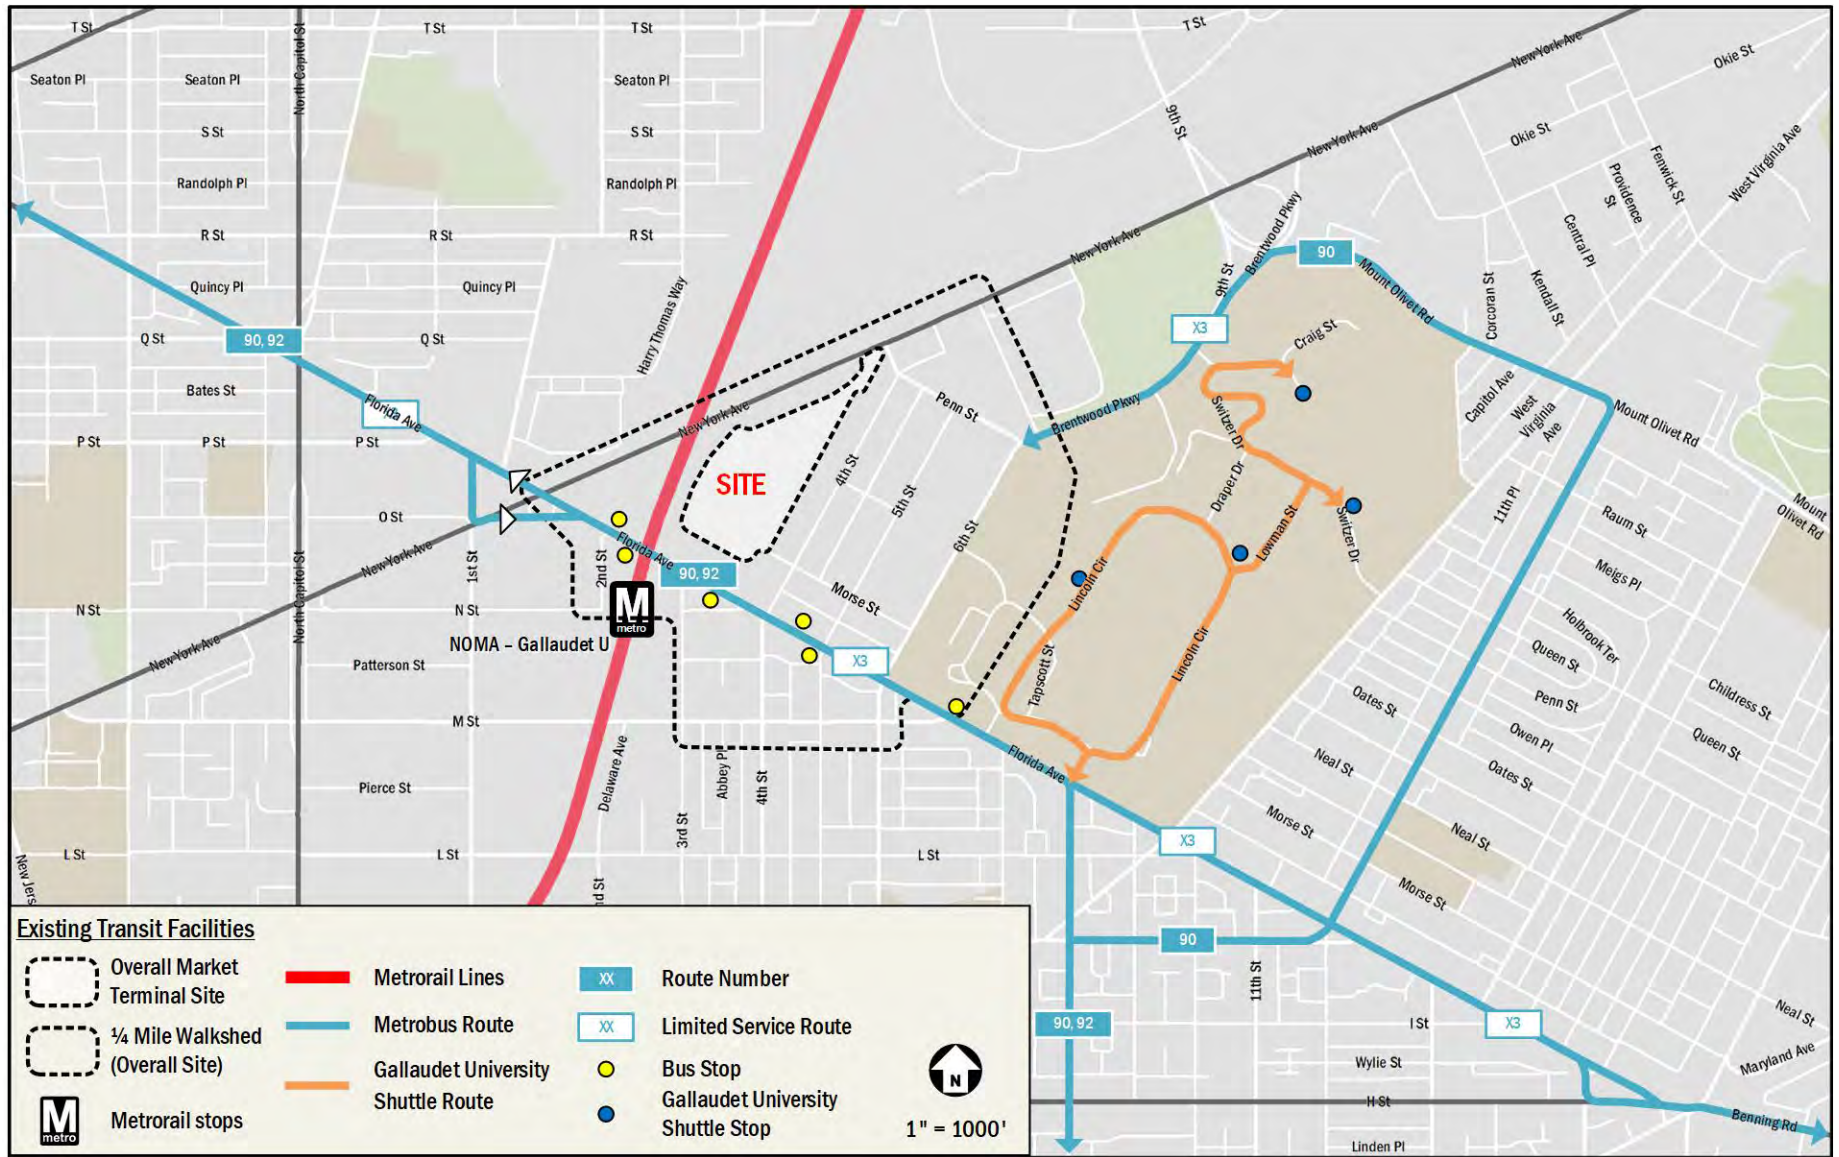 T St
T St
T St
T St
North Capitol St
New York Ave
Okie St
Seaton Pl
Seaton Pl
Seaton Pl
9th St
S St
S St
Okie St
New York Ave
Fenwick St
West Virginia Ave
Randolph Pl
Randolph Pl
Providence
St
Central Pl
R St
R St
R St
New York Ave
Brentwood Pkwy
90
Mount Olivet Rd
Quincy Pl
Quincy Pl
Harry Thomas Way
9th St
Corcoran St
Kendall St
Q St
90, 92
Q St
X3
Craig St
Bates St
Florida Ave
New York Ave
Penn St
Brentwood Pkwy
Switzer Dr
Capitol Ave
West
Virginia
Ave
Mount Olivet Rd
P St
P St
P St
SITE
4th St
5th St
Draper Dr
11th Pl
Mount
Olivet Rd
O St
New York Ave
Florida Ave
6th St
Lowman St
Switzer Dr
Raum St
1st St
2nd St
90, 92
Lincoln Cir
Meigs Pl
N St
North Capitol St
N St
M
metro
Morse St
Holbrook Ter
New York Ave
NOMA – Gallaudet U
Patterson St
X3
Tapscott St
Lincoln Cir
Queen St
Oates St
Penn St
Childress St
M St
Owen Pl
Queen St
Delaware Ave
Abbey Pl
4th St
Florida Ave
Neal St
Oates St
Pierce St
3rd St
X3
Morse St
Neal St
L St
L St
L St
New Jers
nd St
Morse St
90
11th St
90, 92
I St
X3
Neal St
Wylie St
Maryland Ave
H St
Benning Rd
Linden Pl
Existing Transit Facilities
Overall Market
Terminal Site
¼ Mile Walkshed
(Overall Site)
M
metro
Metrorail stops
Metrorail Lines
Metrobus Route
Gallaudet University
Shuttle Route
XX
Route Number
XX
Limited Service Route
Bus Stop
Gallaudet University
Shuttle Stop
N
1" = 1000'